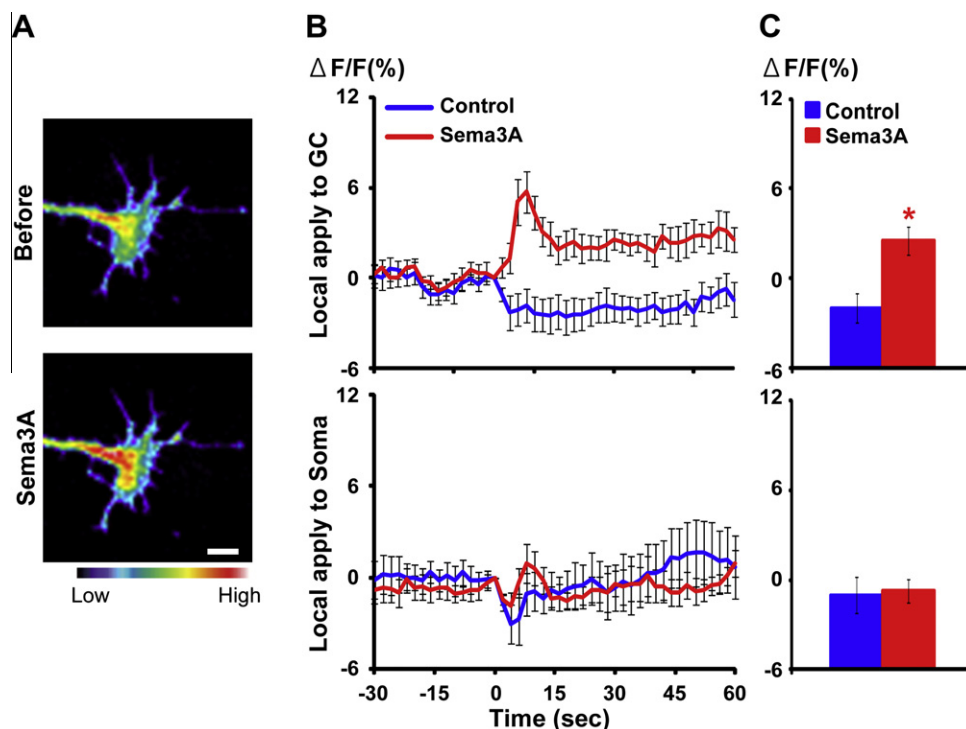 A
Before
Sema3A
Low
High
B
Δ F/F(%)
Local apply to GC
12
6
0
-6
Control
Sema3A
Local apply to Soma
12
6
0
-6
-30
-15
0
15
30
45
60
Time (sec)
C
Δ F/F(%)
12
6
0
-6
Control
Sema3A
*
12
6
0
-6